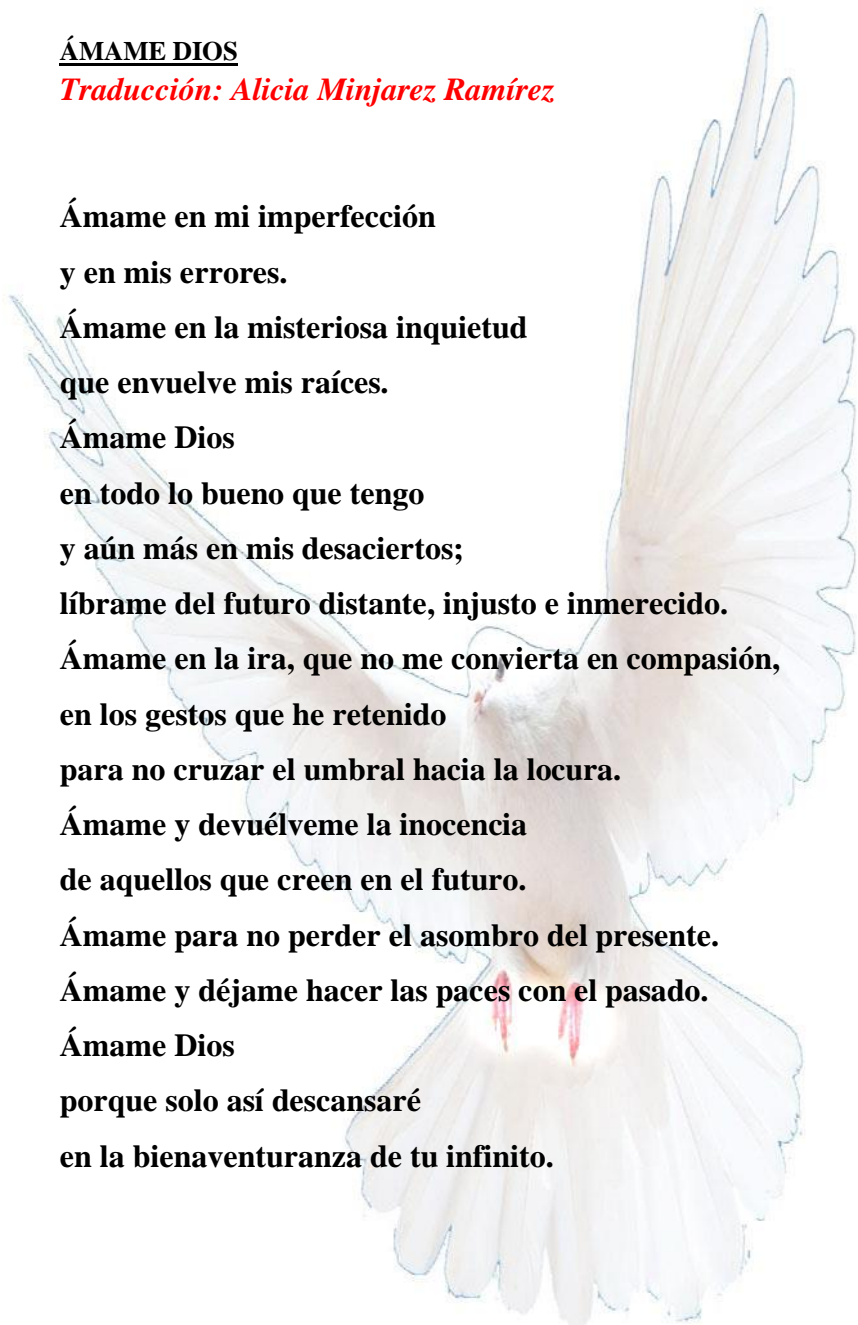 ÁMAME DIOS
Traducción: Alicia Minjarez Ramírez
Ámame en mi imperfección
y en mis errores.
Ámame en la misteriosa inquietud
que envuelve mis raíces.
Ámame Dios
en todo lo bueno que tengo
y aún más en mis desaciertos;
líbrame del futuro distante, injusto e inmerecido.
Ámame en la ira, que no me convierta en compasión,
en los gestos que he retenido
para no cruzar el umbral hacia la locura.
Ámame y devuélveme la inocencia
de aquellos que creen en el futuro.
Ámame para no perder el asombro del presente.
Ámame y déjame hacer las paces con el pasado.
Ámame Dios
porque solo así descansaré
en la bienaventuranza de tu infinito.